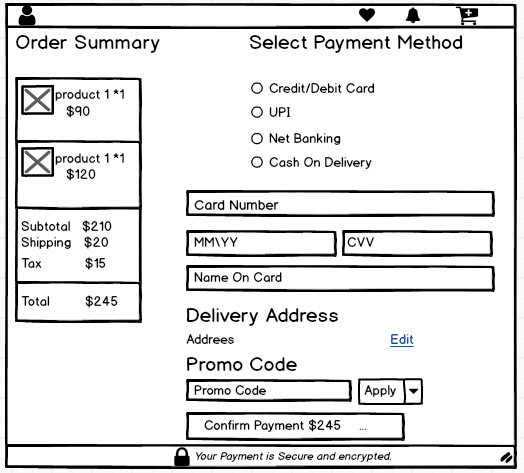 Order Summary
product 1 *1
$90
product 1 *1
$120
Subtotal $210
Shipping $20
Tax $15
Total $245
Select Payment Method
Credit/Debit Card
UPI
Net Banking
Cash On Delivery
Card Number
MM\YY
CVV
Name On Card
Delivery Address
Addrees
Edit
Promo Code
Promo Code
Apply
Confirm Payment $245 ...
Your Payment is Secure and encrypted.